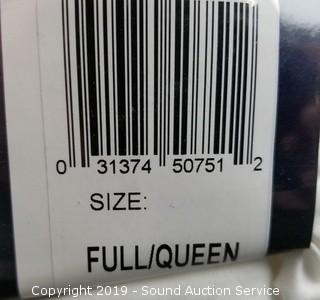 0 31374 50751 2
SIZE:
FULL/QUEEN
Copyright 2019 - Sound Auction Service